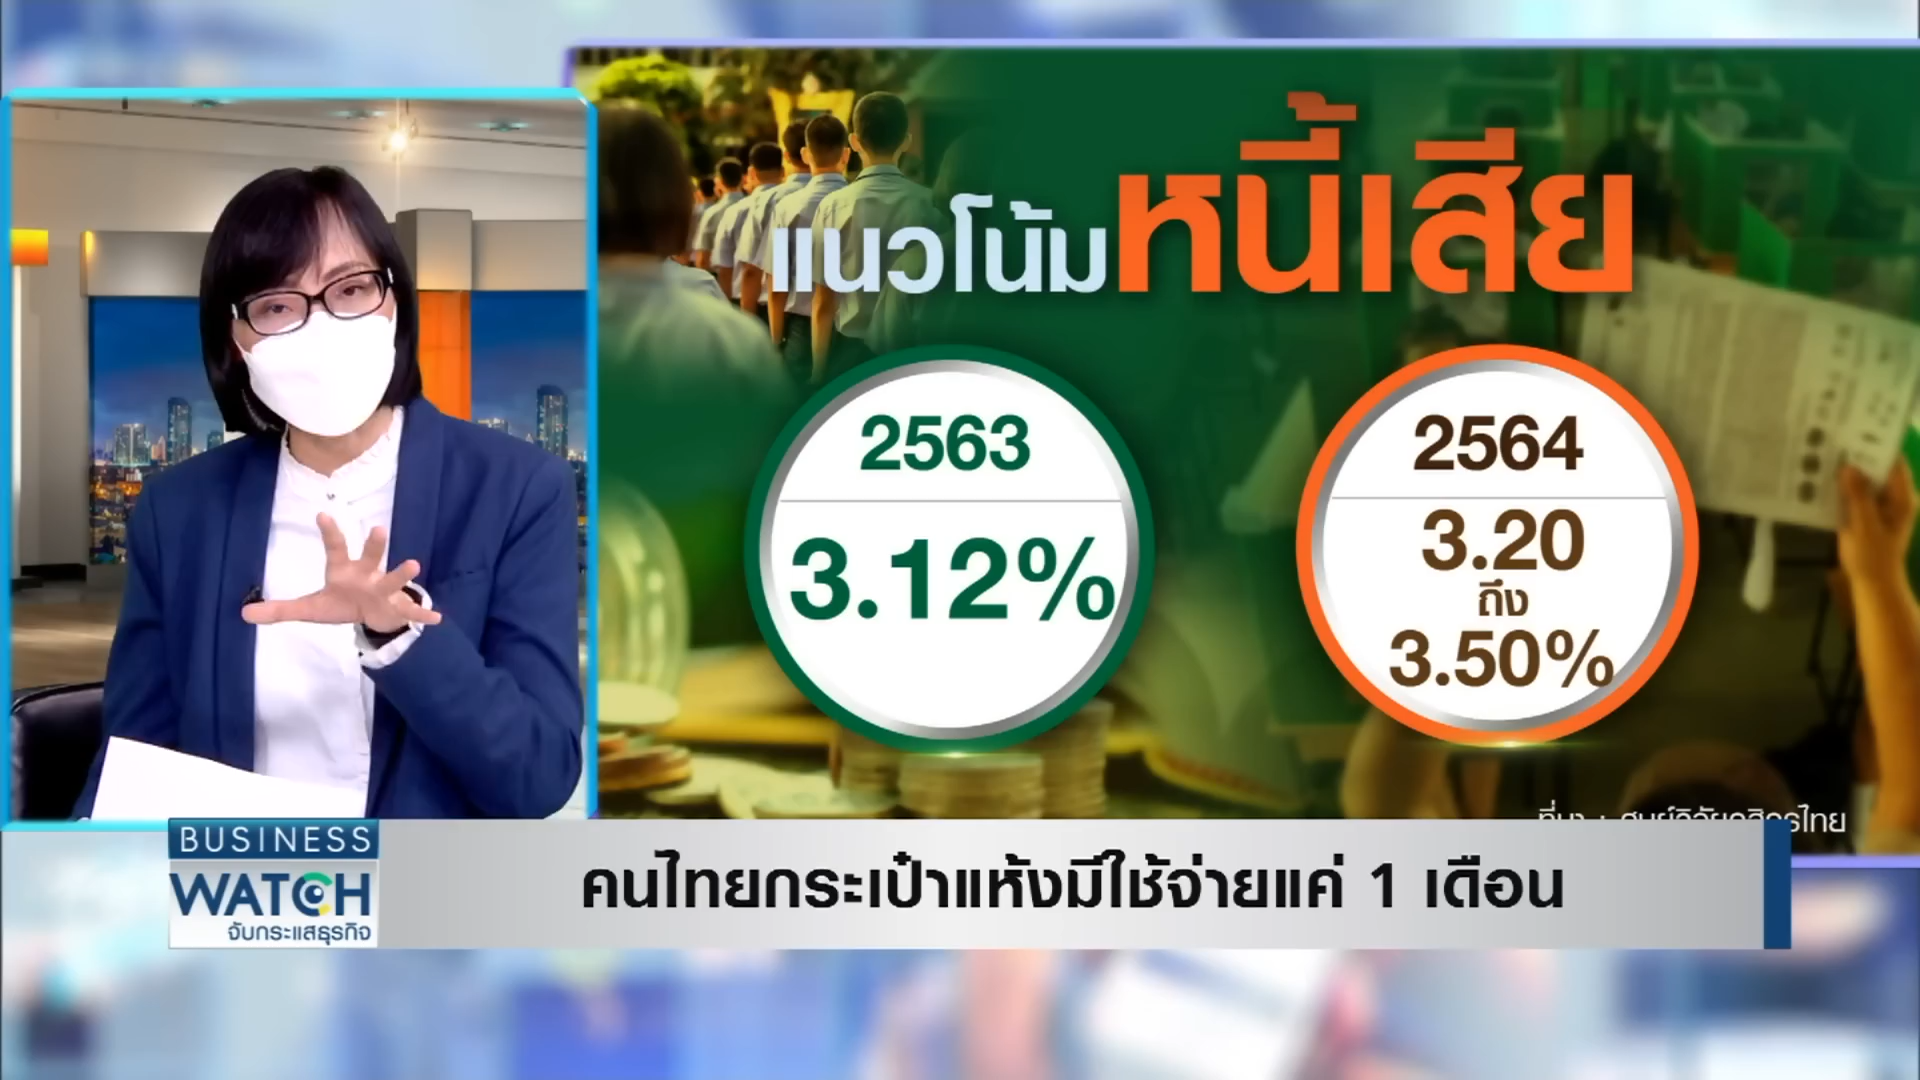 แนวโน้มหนี้เสีย
2563
3.12%
2564
3.20
ถึง
3.50%
BUSINESS
WATCH
จับกระแสธุรกิจ
คนไทยกระเป๋าแห้งมีใช้จ่ายแค่ 1 เดือน